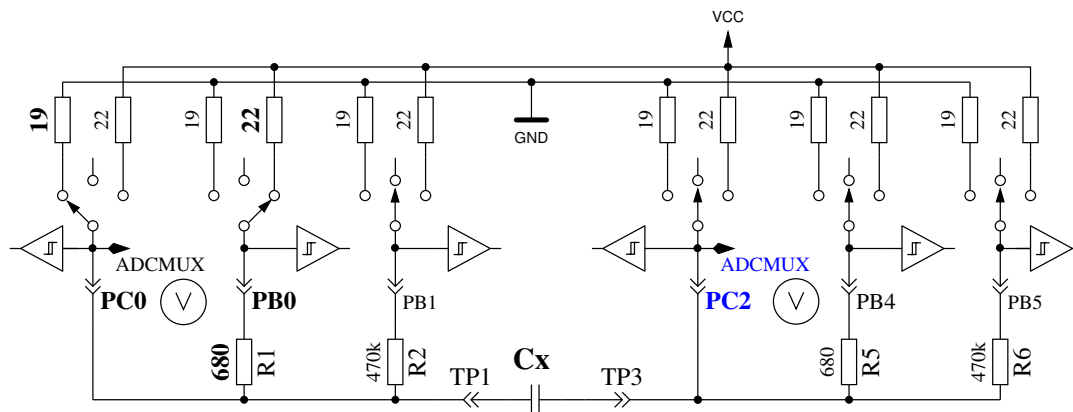 VCC
19
22
19
22
19
22
GND
19
22
19
22
19
22
ADCMUX
PC0
V
PB0
PB1
ADCMUX
PC2
V
PB4
PB5
680
R1
470k
R2
680
R5
470k
R6
TP1
Cx
TP3